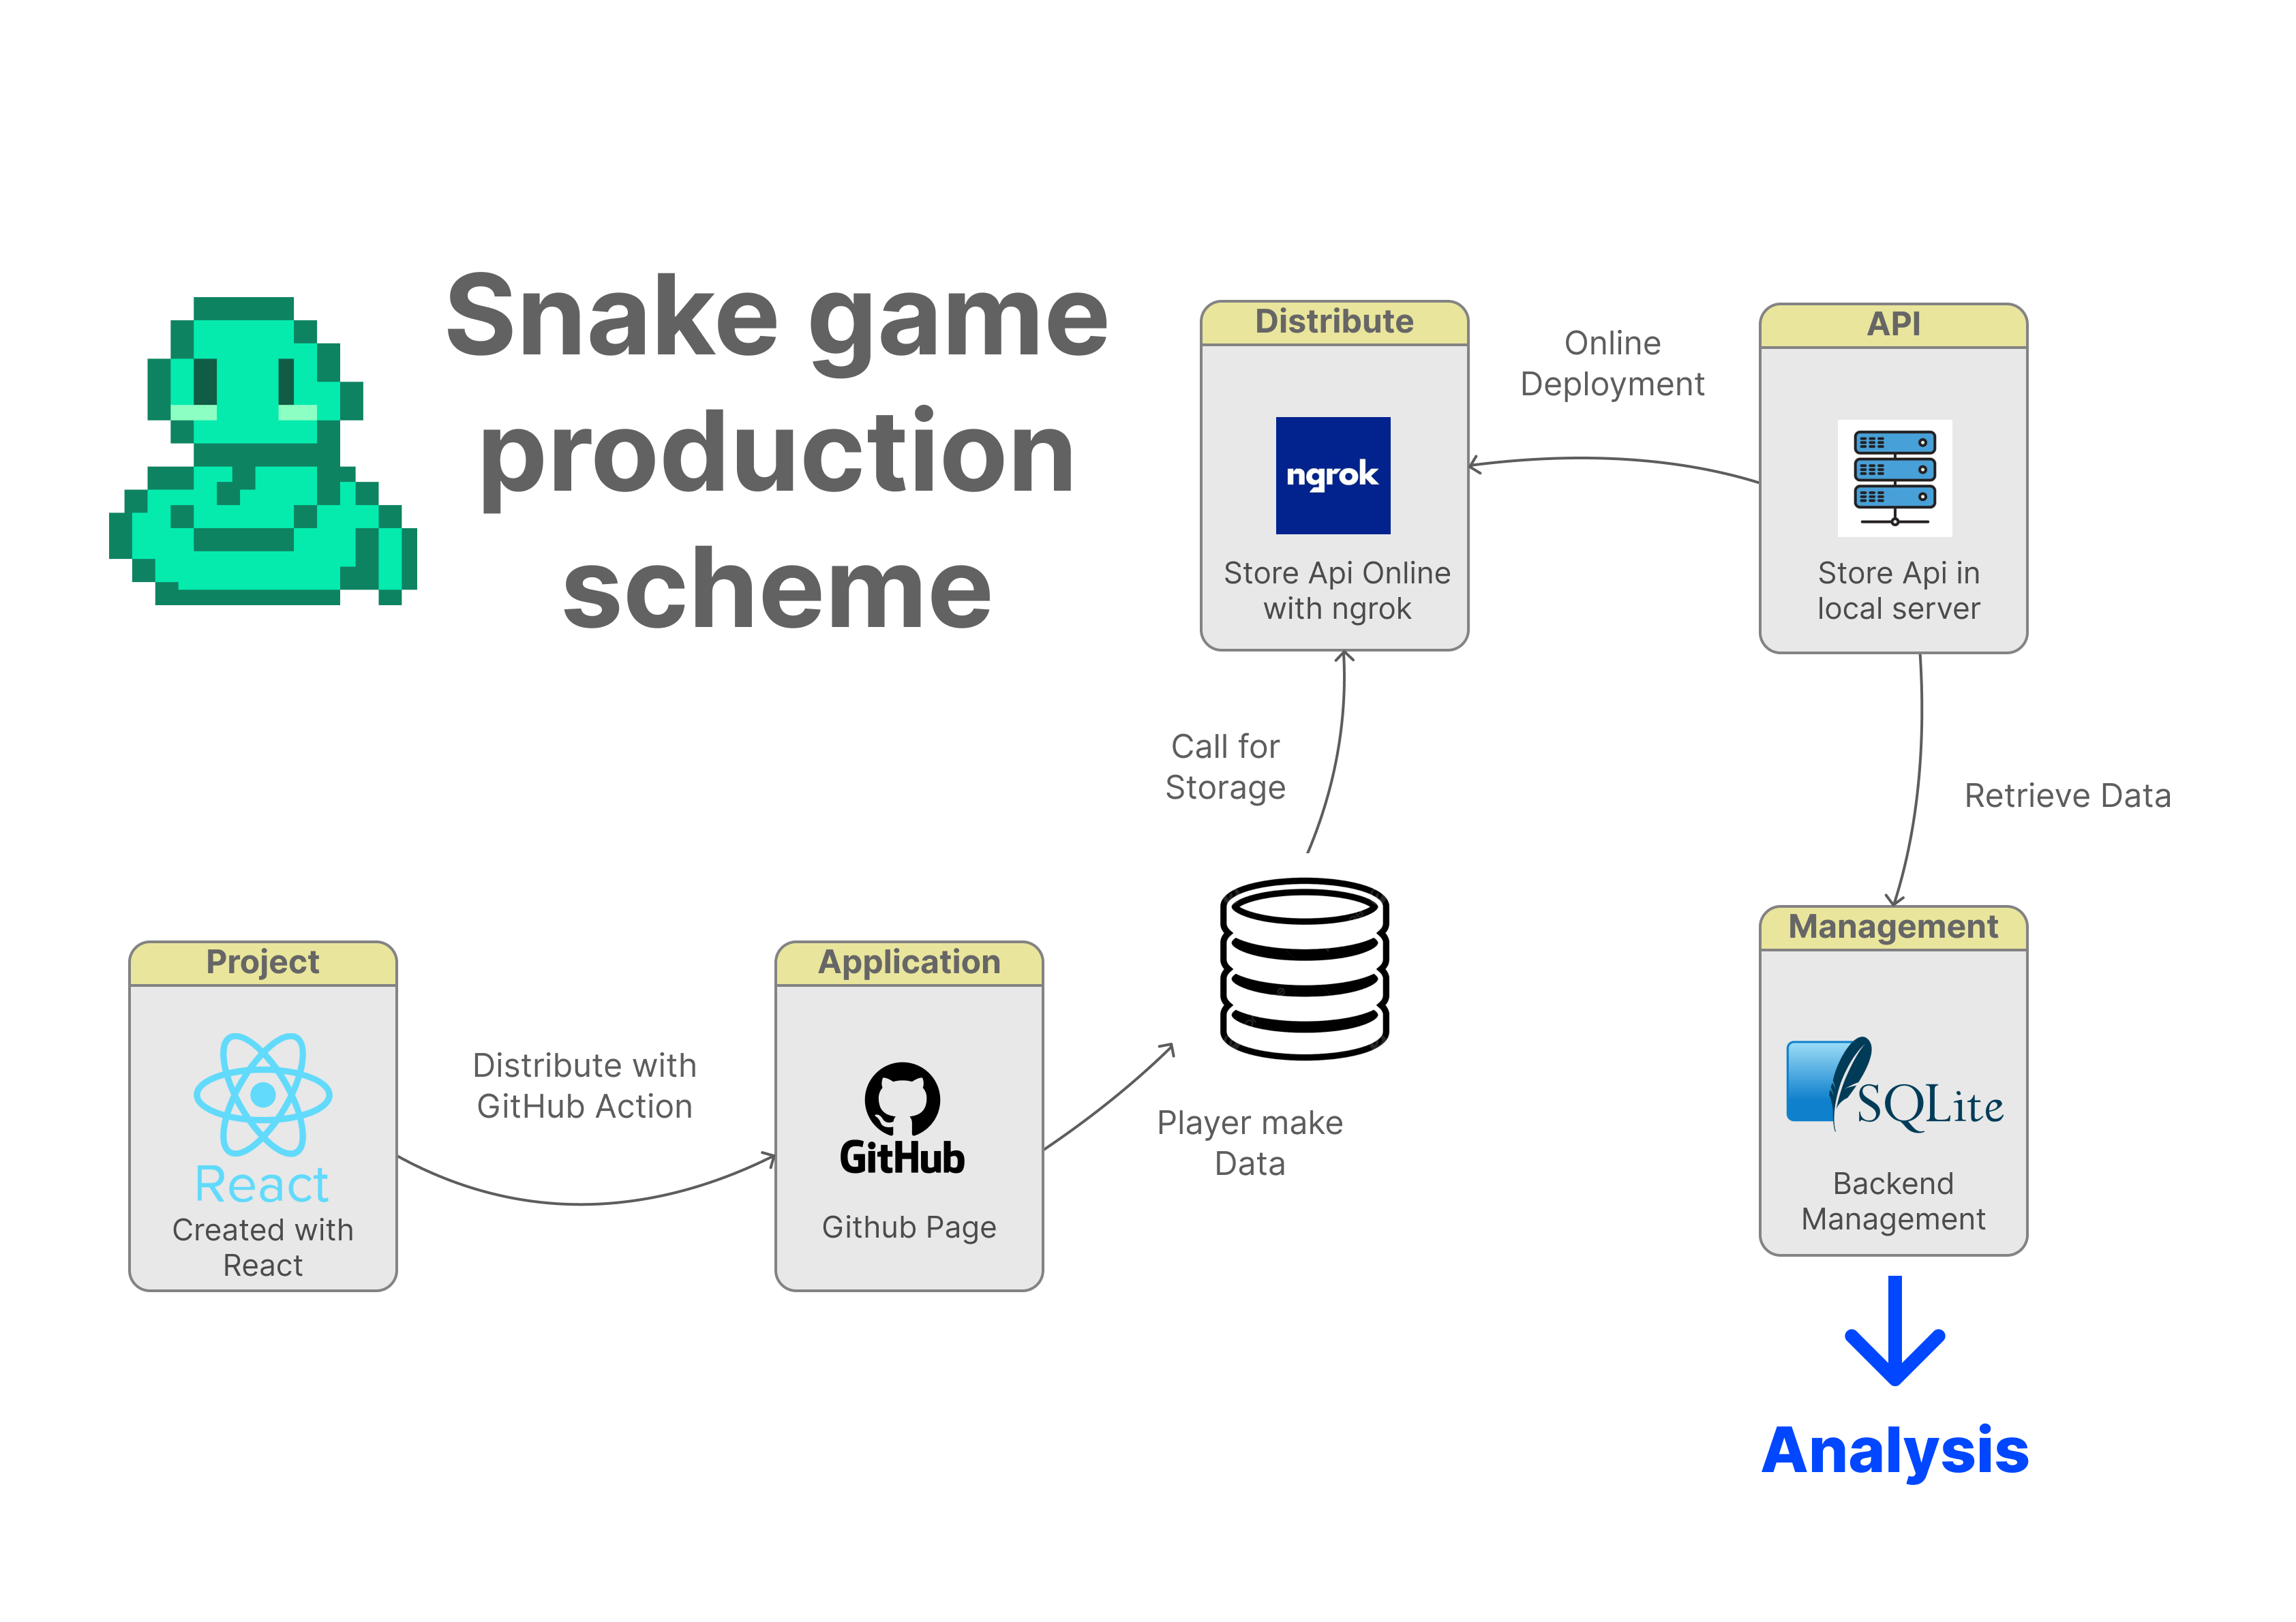 Snake game
production
scheme
Distribute
ngrok
Store Api Online
with ngrok
Online
Deployment
API
Store Api in
local server
Call for
Storage
Retrieve Data
Project
React
Created with
React
Distribute with
GitHub Action
Application
GitHub
Github Page
Player make
Data
Management
SQLite
Backend
Management
Analysis